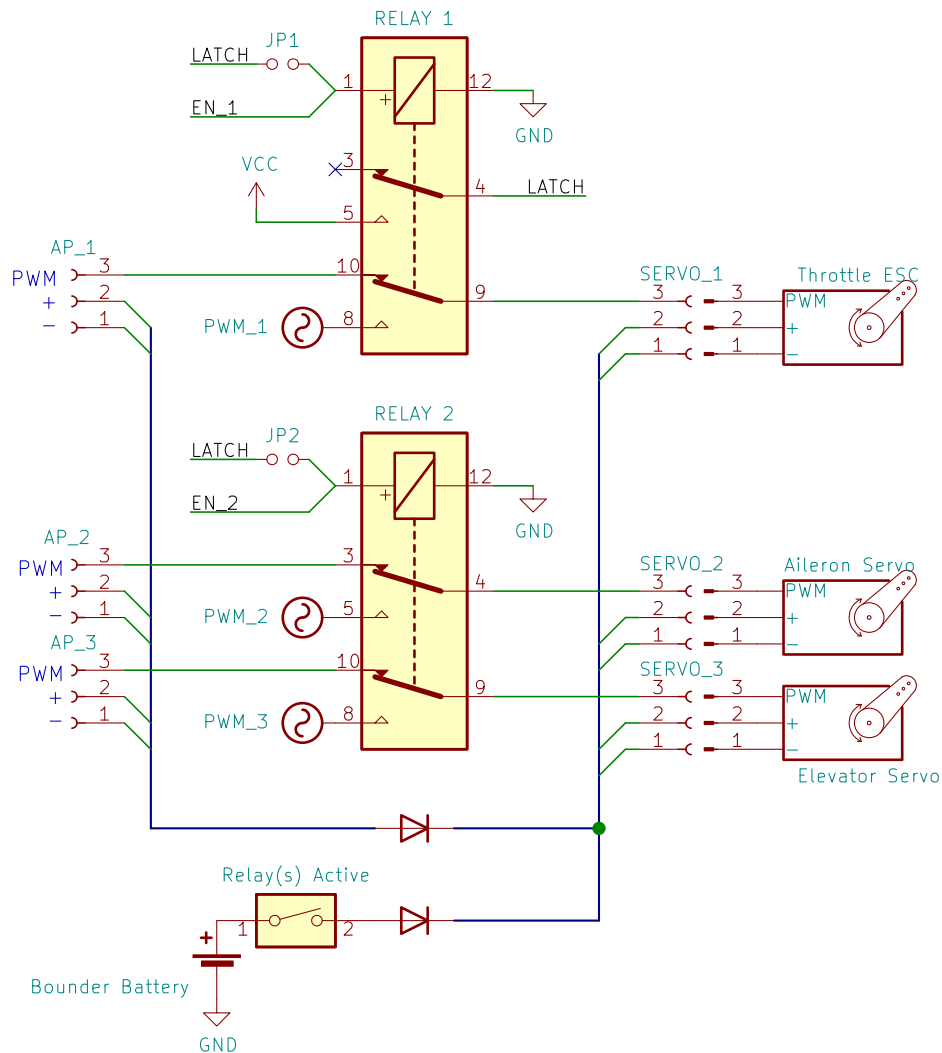 RELAY 1
JP1
LATCH
1
12
+
EN_1
GND
VCC
3
4
LATCH
5
AP_1
10
SERVO_1
Throttle ESC
PWM
3
9
3
3
PWM
+
2
PWM_1
8
2
2
+
−
1
1
1
−
RELAY 2
JP2
LATCH
1
12
+
EN_2
GND
AP_2
3
SERVO_2
Aileron Servo
PWM
3
4
3
3
PWM
+
2
PWM_2
5
2
2
+
−
1
1
1
−
AP_3
10
SERVO_3
PWM
3
9
3
3
PWM
+
2
PWM_3
8
2
2
+
−
1
1
1
−
Elevator Servo
Relay(s) Active
1
2
+
Bounder Battery
GND